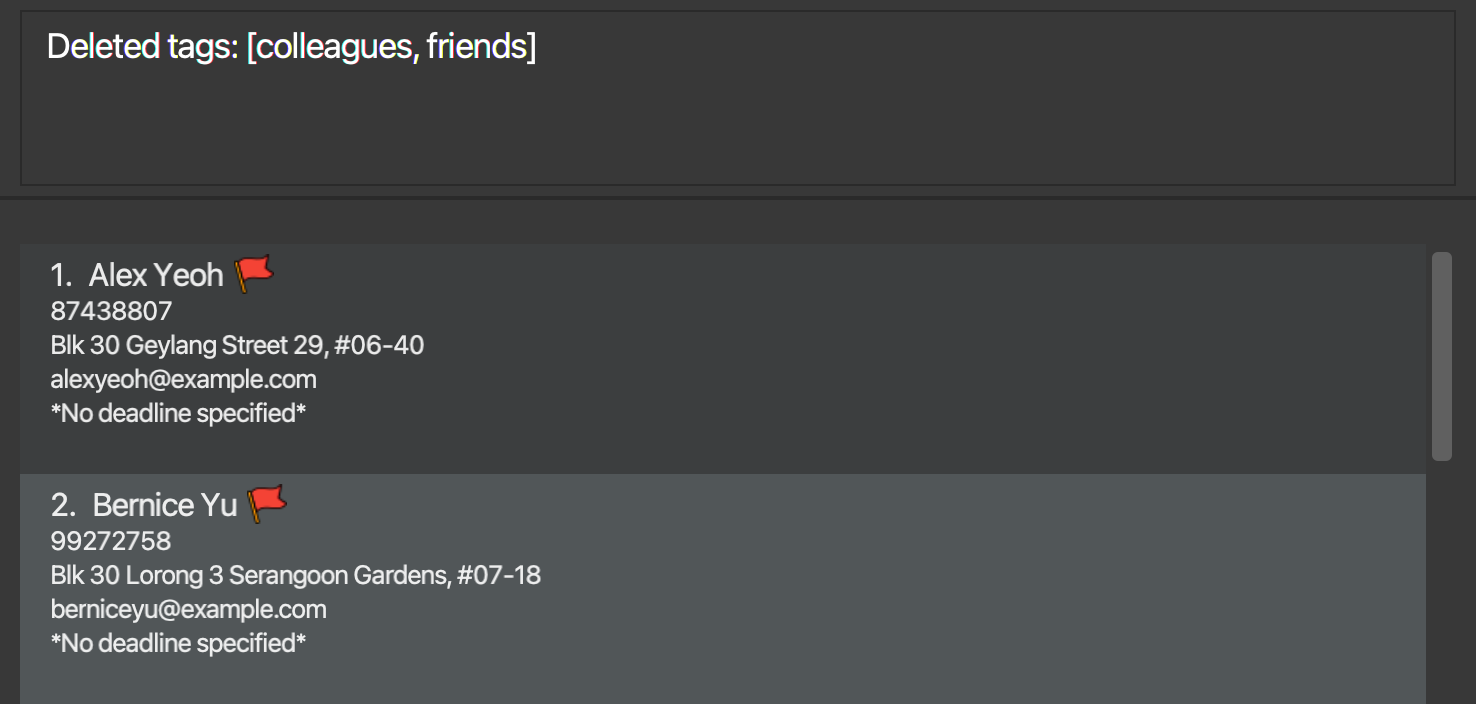 Deleted tags: [colleagues, friends]
1. Alex Yeoh 🚩
87438807
Blk 30 Geylang Street 29, #06-40
alexyeoh@example.com
*No deadline specified*
2. Bernice Yu 🚩
99272758
Blk 30 Lorong 3 Serangoon Gardens, #07-18
berniceyu@example.com
*No deadline specified*